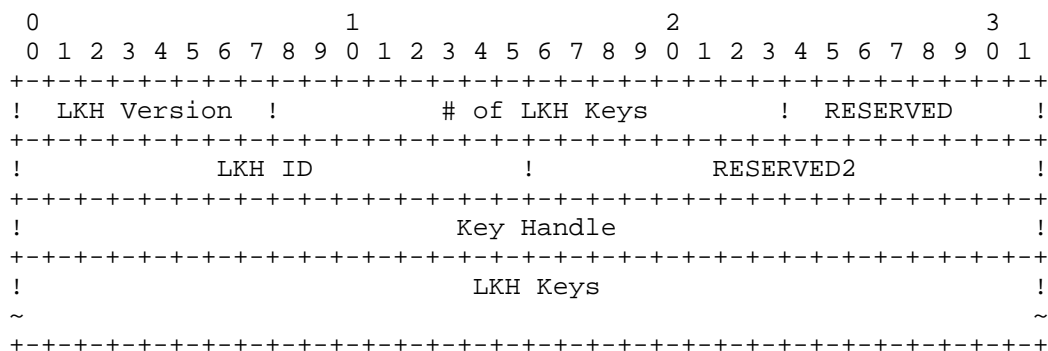 0                   1                   2                   3
 0 1 2 3 4 5 6 7 8 9 0 1 2 3 4 5 6 7 8 9 0 1 2 3 4 5 6 7 8 9 0 1
+-+-+-+-+-+-+-+-+-+-+-+-+-+-+-+-+-+-+-+-+-+-+-+-+-+-+-+-+-+-+-+-+
!  LKH Version  !          # of LKH Keys        !  RESERVED     !
+-+-+-+-+-+-+-+-+-+-+-+-+-+-+-+-+-+-+-+-+-+-+-+-+-+-+-+-+-+-+-+-+
!            LKH ID             !           RESERVED2           !
+-+-+-+-+-+-+-+-+-+-+-+-+-+-+-+-+-+-+-+-+-+-+-+-+-+-+-+-+-+-+-+-+
!                           Key Handle                          !
+-+-+-+-+-+-+-+-+-+-+-+-+-+-+-+-+-+-+-+-+-+-+-+-+-+-+-+-+-+-+-+-+
!                            LKH Keys                           !
~                                                               ~
+-+-+-+-+-+-+-+-+-+-+-+-+-+-+-+-+-+-+-+-+-+-+-+-+-+-+-+-+-+-+-+-+